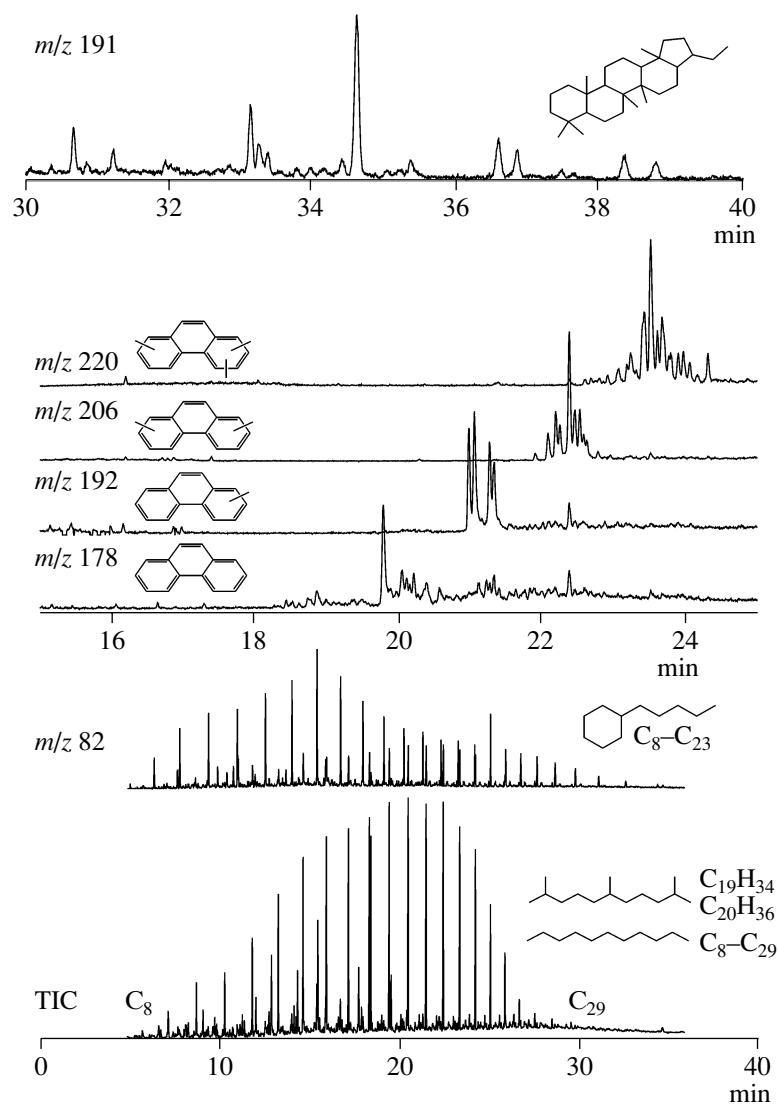 m/z 191
30 32 34 36 38 40
min
m/z 220
m/z 206
m/z 192
m/z 178
16 18 20 22 24
min
m/z 82
C₈–C₂₃
C₁₉H₃₄
C₂₀H₃₆
C₈–C₂₉
TIC C₈ C₂₉
0 10 20 30 40
min